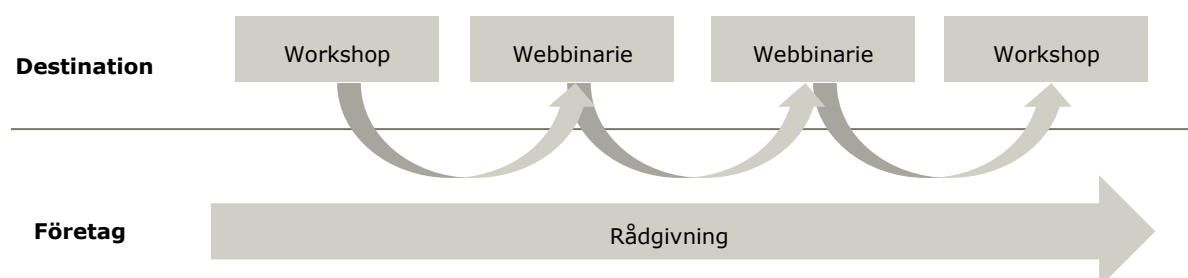 Destination
Workshop
Webbinarie
Webbinarie
Workshop
Företag
Rådgivning